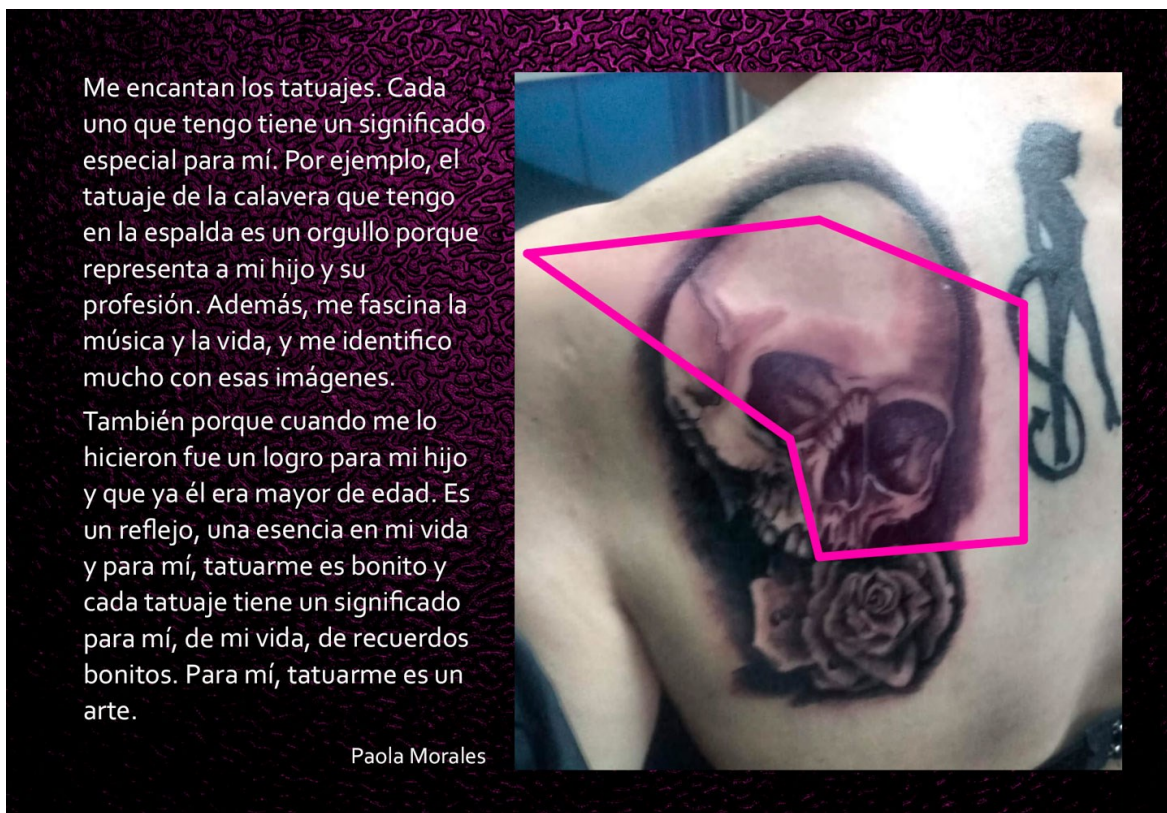 Me encantan los tatuajes. Cada
uno que tengo tiene un significado
especial para mí. Por ejemplo, el
tatuaje de la calavera que tengo
en la espalda es un orgullo porque
representa a mi hijo y su
profesión. Además, me fascina la
música y la vida, y me identifico
mucho con esas imágenes.
También porque cuando me lo
hicieron fue un logro para mi hijo
y que ya él era mayor de edad. Es
un reflejo, una esencia en mi vida
y para mí, tatuarme es bonito y
cada tatuaje tiene un significado
para mí, de mi vida, de recuerdos
bonitos. Para mí, tatuarme es un
arte.
Paola Morales